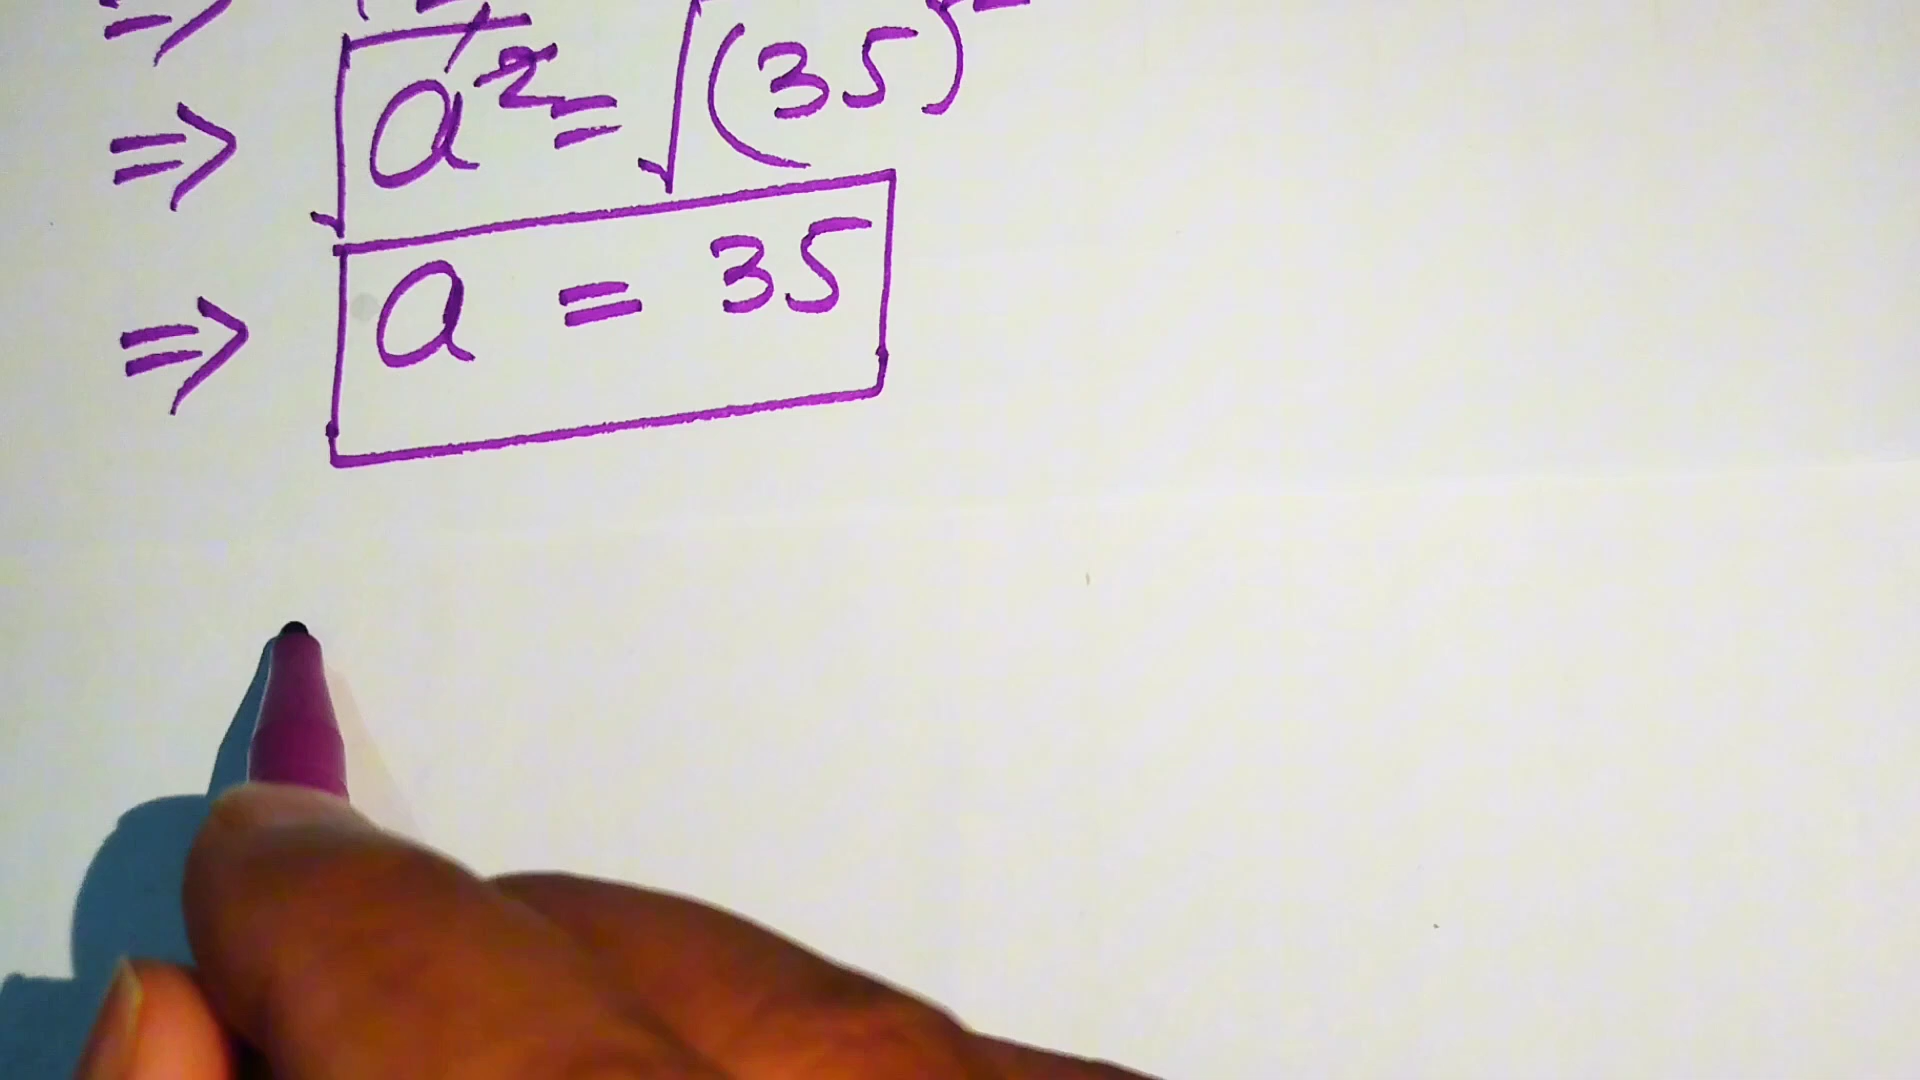 =>
=> √a² = √(35)²
=> a = 35